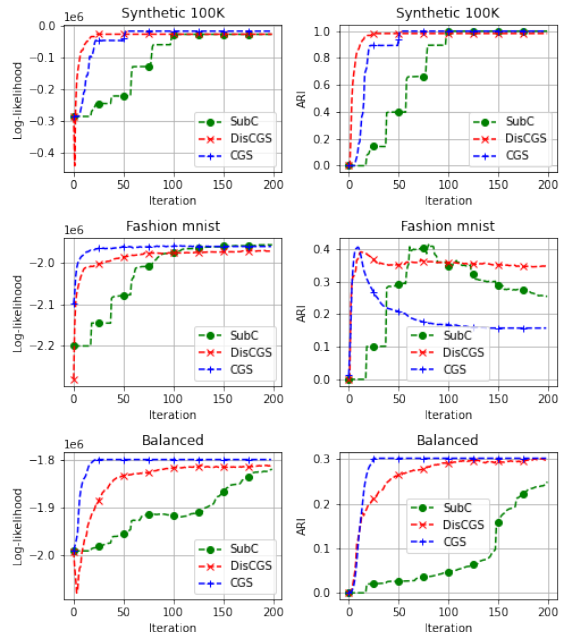 Synthetic 100K
1e6
0.0
−0.1
−0.2
−0.3
−0.4
Log-likelihood
SubC
DisCGS
CGS
0 50 100 150 200
Iteration
Synthetic 100K
1.0
0.8
0.6
0.4
0.2
0.0
ARI
SubC
DisCGS
CGS
0 50 100 150 200
Iteration
Fashion mnist
1e6
−2.0
−2.1
−2.2
Log-likelihood
SubC
DisCGS
CGS
0 50 100 150 200
Iteration
Fashion mnist
0.4
0.3
0.2
0.1
0.0
ARI
SubC
DisCGS
CGS
0 50 100 150 200
Iteration
Balanced
1e6
−1.8
−1.9
−2.0
Log-likelihood
SubC
DisCGS
CGS
0 50 100 150 200
Iteration
Balanced
0.3
0.2
0.1
0.0
ARI
SubC
DisCGS
CGS
0 50 100 150 200
Iteration